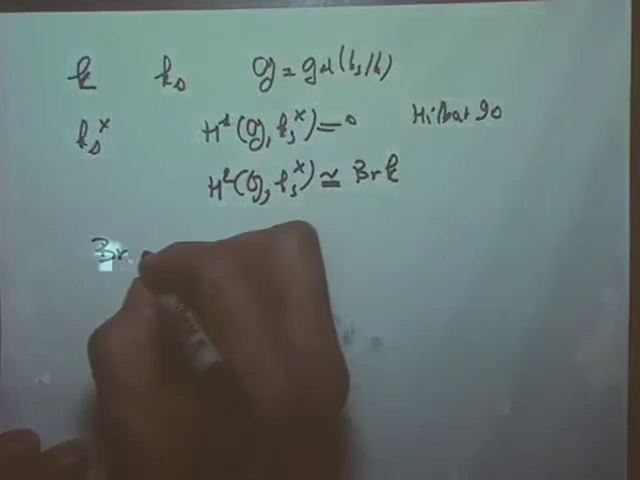 k k_s g = gal(k_s/k)
k_s^× H^1(g, k_s^×) = 0 Hilbert 90
H^2(g, k_s^×) ≅ Br k
Br